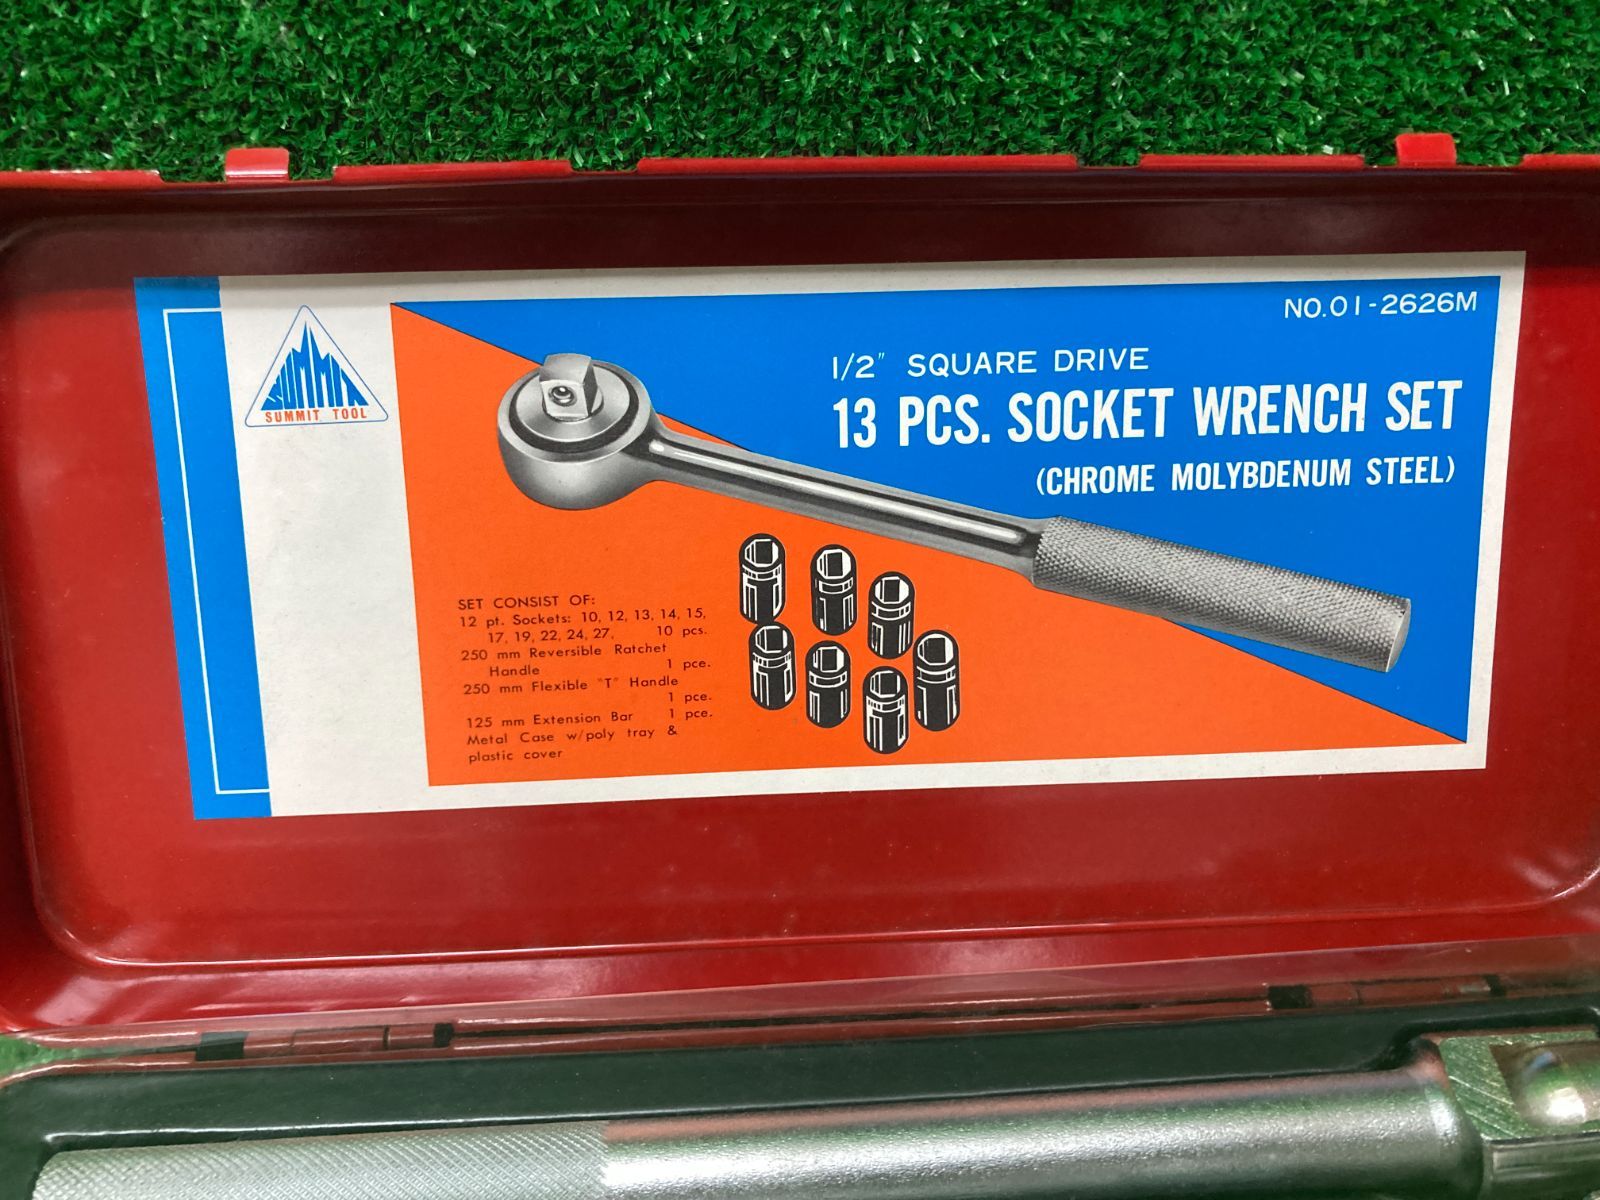 NO.01-2626M
SUMMIT
SUMMIT TOOL
1/2" SQUARE DRIVE
13 PCS. SOCKET WRENCH SET
(CHROME MOLYBDENUM STEEL)
SET CONSIST OF:
12 pt. Sockets: 10, 12, 13, 14, 15,
17, 19, 22, 24, 27, 10 pcs.
250 mm Reversible Ratchet
Handle 1 pce.
250 mm Flexible "T" Handle
1 pce.
125 mm Extension Bar 1 pce.
Metal Case w/poly tray &
plastic cover